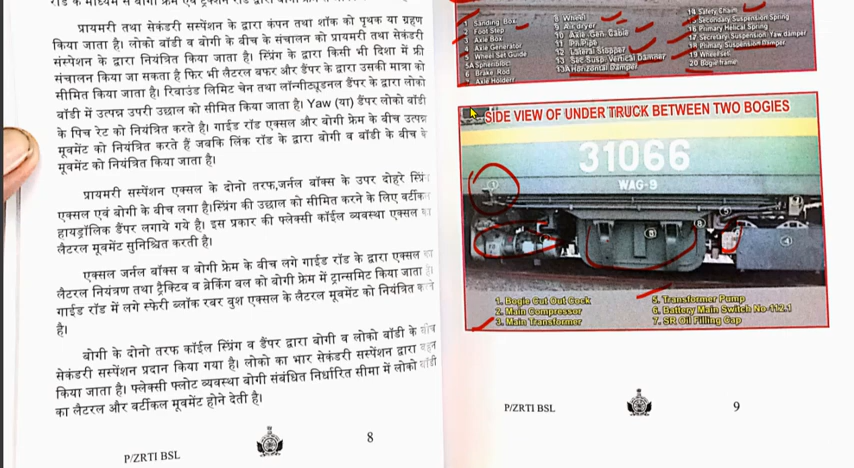 प्रायमरी तथा सेकंडरी सस्पेंशन के द्वारा कंपन तथा शॉक को पृथक या ग्रहण
किया जाता है। लोको बॉडी व बोगी के बीच के संचालन को प्रायमरी तथा सेकंडरी
संस्पेशन के द्वारा नियंत्रित किया जाता है। स्प्रिंग के द्वारा किसी भी दिशा में फ्री
संचालन किया जा सकता है फिर भी लैटरल बफर और डैंपर के द्वारा उसकी मात्रा को
सीमित किया जाता है। रिबाउंड लिमिट चेन तथा लॉन्गीट्यूडनल डैंपर के द्वारा लोको
बॉडी में उत्पन्न उपरी उछाल को सीमित किया जाता है। Yaw (या) डैंपर लोको बॉडी
के पिच रेट को नियंत्रित करते है। गाईड रॉड एक्सल और बोगी फ्रेम के बीच उत्पन्न
मूवमेंट को नियंत्रित करते हैं जबकि लिंक रॉड के द्वारा बोगी व बॉडी के बीच के
मूवमेंट को नियंत्रित किया जाता है।
प्रायमरी सस्पेंशन एक्सल के दोनो तरफ,जर्नल बॉक्स के उपर दोहरे स्प्रिंग
एक्सल एवं बोगी के बीच लगा है।स्प्रिंग की उछाल को सीमित करने के लिए वर्टीकल
हायड्रॉलिक डैंपर लगाये गये है। इस प्रकार की फ्लेक्सी कॉईल व्यवस्था एक्सल का
लैटरल मूवमेंट सुनिश्चित करती है।
एक्सल जर्नल बॉक्स व बोगी फ्रेम के बीच लगे गाईड रॉड के द्वारा एक्सल का
लैटरल नियंत्रण तथा ट्रैक्टिव व ब्रेकिंग बल को बोगी फ्रेम में ट्रान्समिट किया जाता है।
गाईड रॉड में लगे स्फेरी ब्लॉक रबर वुश एक्सल के लैटरल मूवमेंट को नियंत्रित करते
है।
बोगी के दोनो तरफ कॉईल स्प्रिंग व डैंपर द्वारा बोगी व लोको बाडी के बीच
सेकंडरी सस्पेंशन प्रदान किया गया है। लोको का भार सेकंडरी सस्पेंशन द्वारा वहन
किया जाता है। फ्लेक्सी फ्लोट व्यवस्था बोगी संबंधित निर्धारित सीमा में लोको बॉडी
का लैटरल और वर्टीकल मूवमेंट होने देती है।
P/ZRTI BSL
8
1 Sanding Box
2 Foot Step
3 Axle Box
4 Axle Generator
5 Wheel Set Guide
6 Brake Rod
7 Axle Holder
8 Wheel
9 Air dryer
10 Axle Gen. Cable
12 Lateral Stopper
13 Sec Susp. Vertical Damper
13A Horizontal Damper
14 Safety Chain
15 Secondary Suspension Spring
16 Primary Helical Spring
17 Secondary Suspension Yaw damper
18 Primary Suspension Damper
19 Wheelset
20 Bogie frame
SIDE VIEW OF UNDER TRUCK BETWEEN TWO BOGIES
31066
WAG-9
1. Bogie Cut Out Cock
2. Main Compressor
3. Main Transformer
5. Transformer Pump
6. Battery Main Switch No-112.1
7. SR Oil Filling Cap
P/ZRTI BSL
9